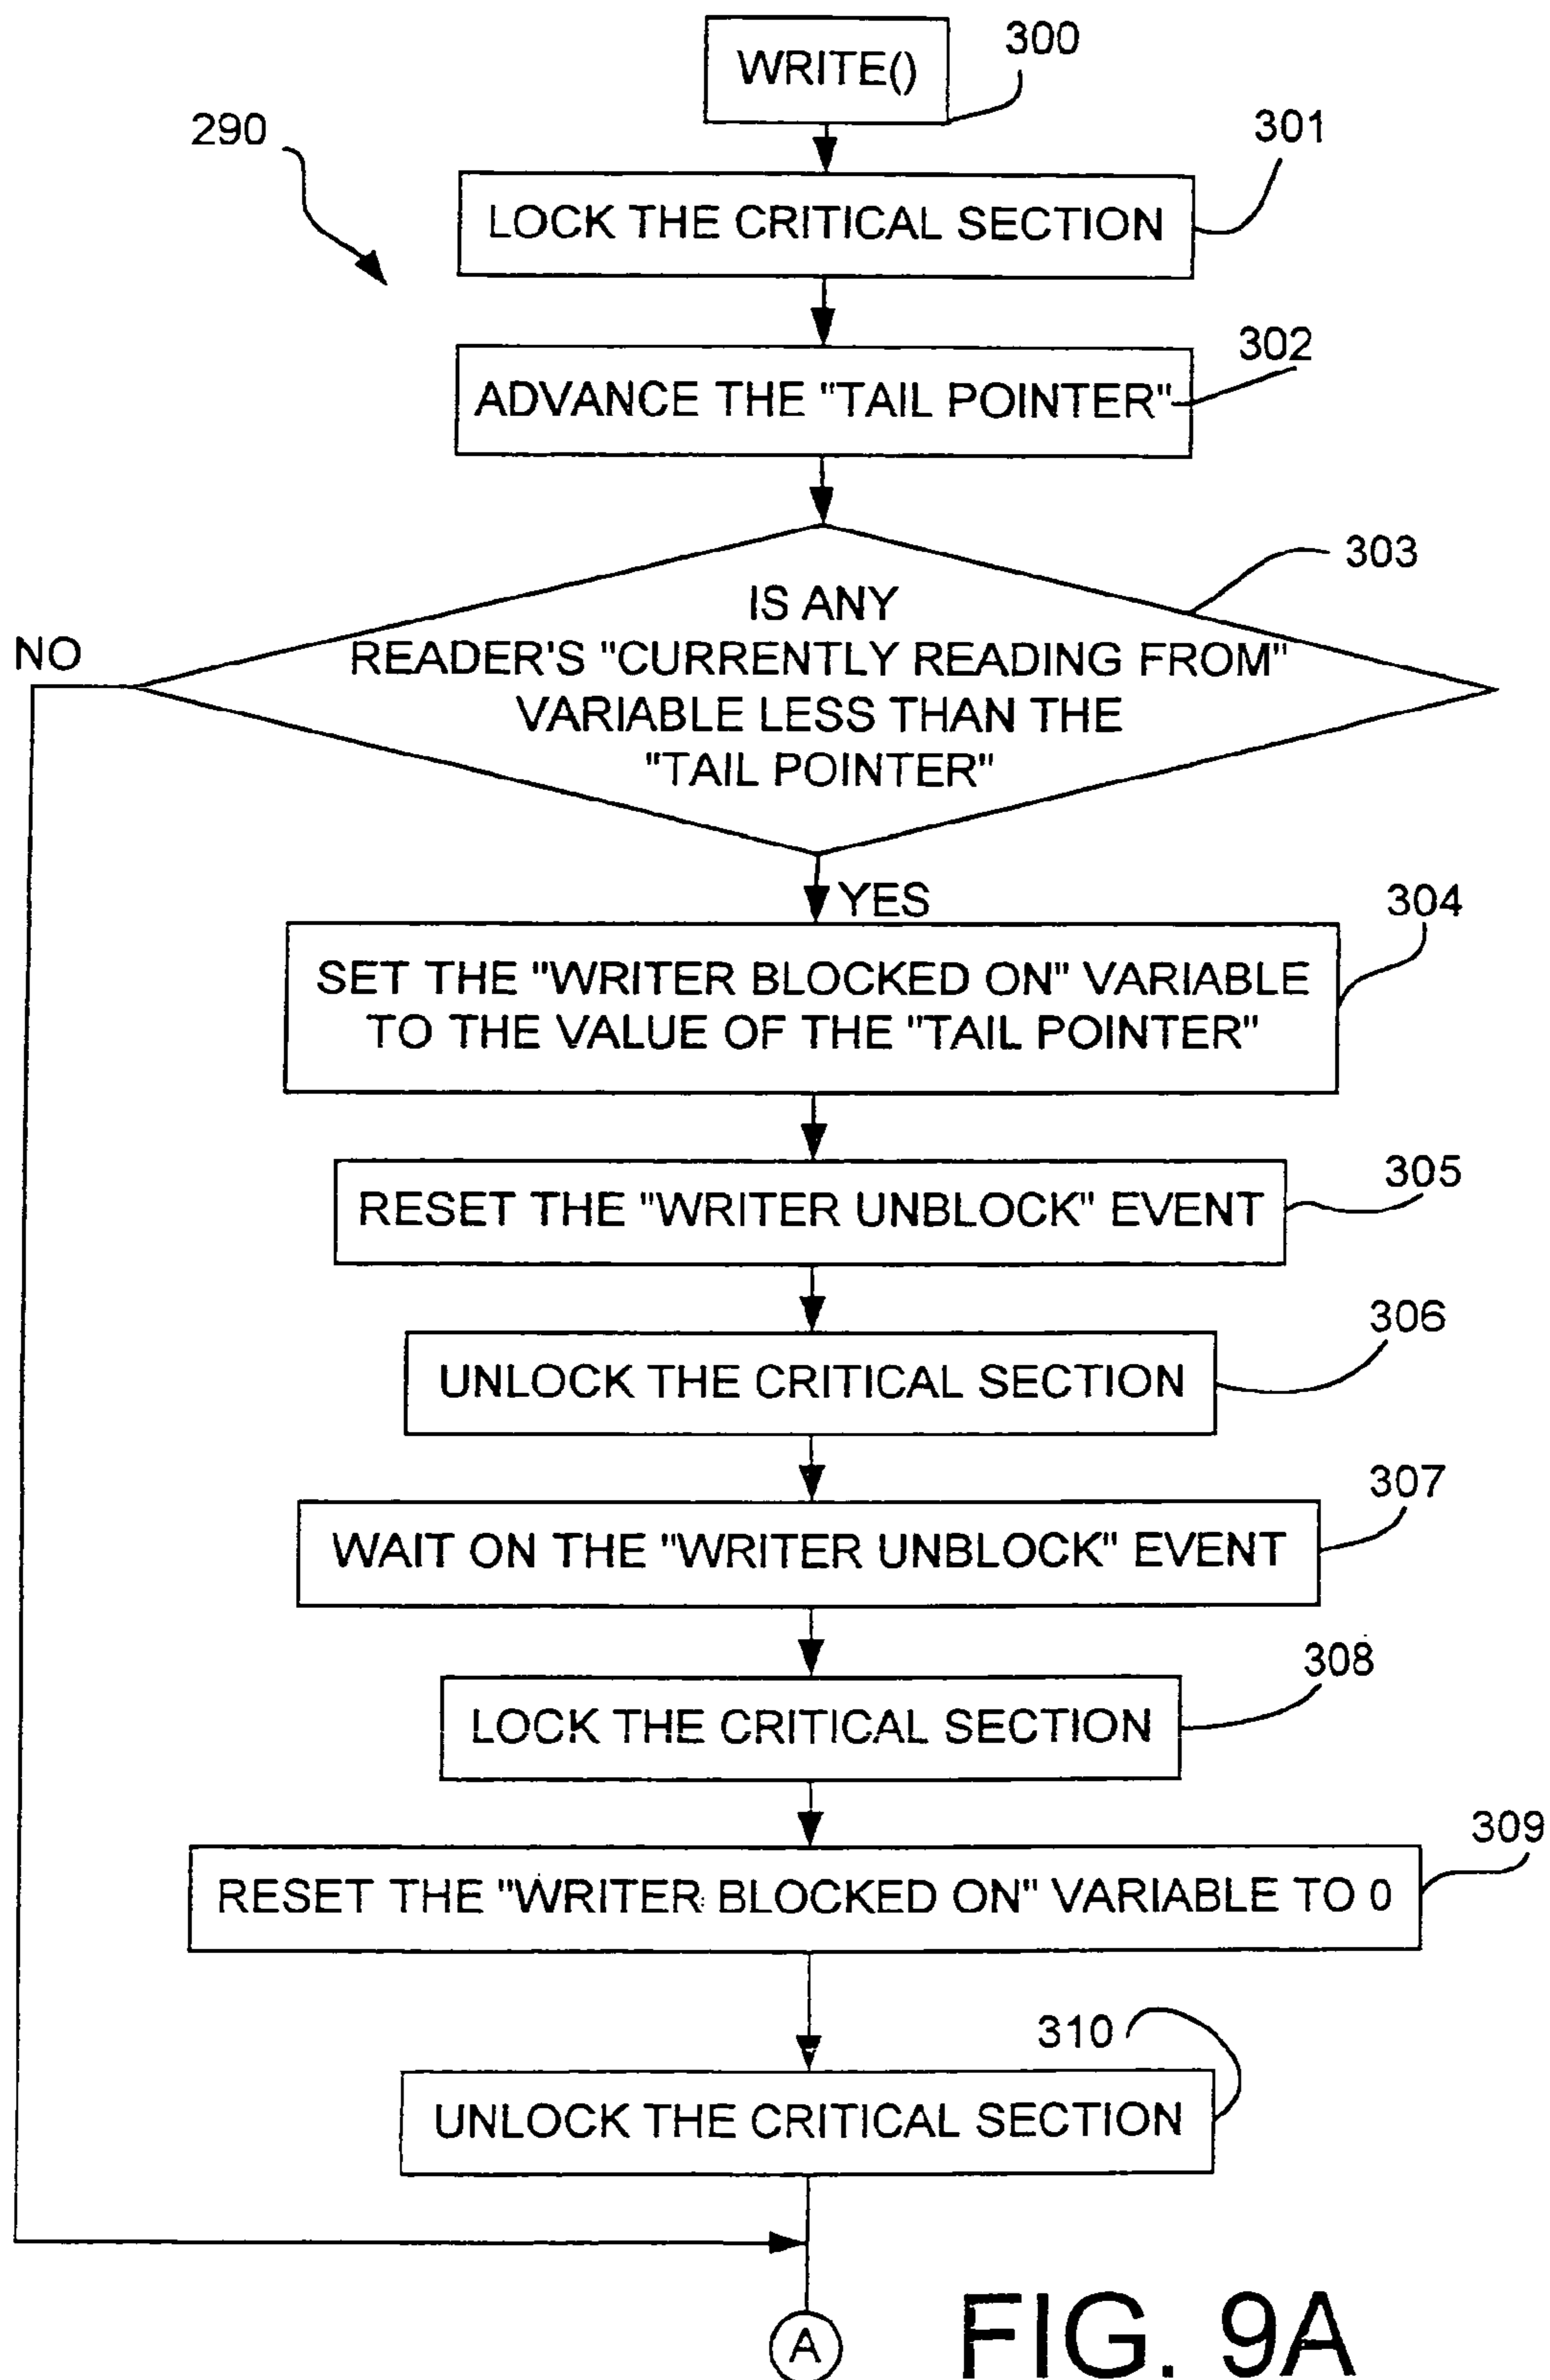 WRITE()
300
290
301
LOCK THE CRITICAL SECTION
302
ADVANCE THE "TAIL POINTER"
303
IS ANY
READER'S "CURRENTLY READING FROM"
VARIABLE LESS THAN THE
"TAIL POINTER"
NO
YES
304
SET THE "WRITER BLOCKED ON" VARIABLE
TO THE VALUE OF THE "TAIL POINTER"
305
RESET THE "WRITER UNBLOCK" EVENT
306
UNLOCK THE CRITICAL SECTION
307
WAIT ON THE "WRITER UNBLOCK" EVENT
308
LOCK THE CRITICAL SECTION
309
RESET THE "WRITER BLOCKED ON" VARIABLE TO 0
310
UNLOCK THE CRITICAL SECTION
A
FIG. 9A